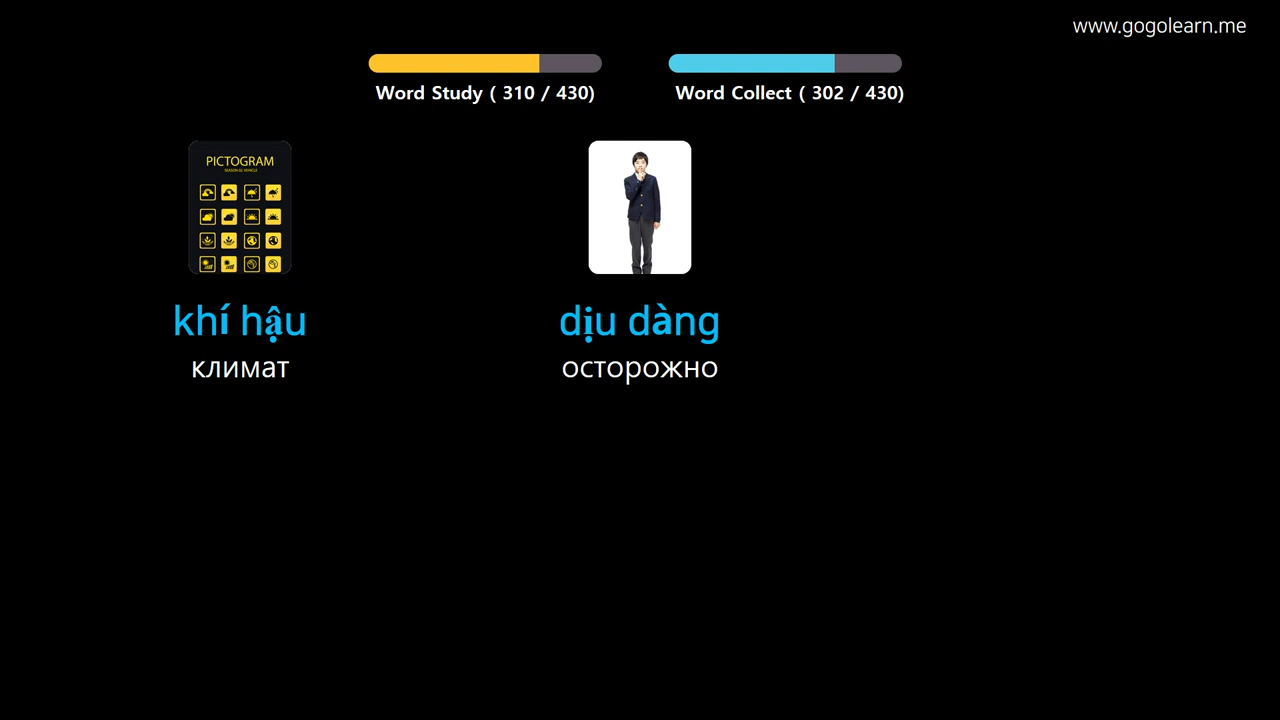 www.gogolearn.me
Word Study ( 310 / 430)
Word Collect ( 302 / 430)
PICTOGRAM
khí hậu
dịu dàng
климат
осторожно